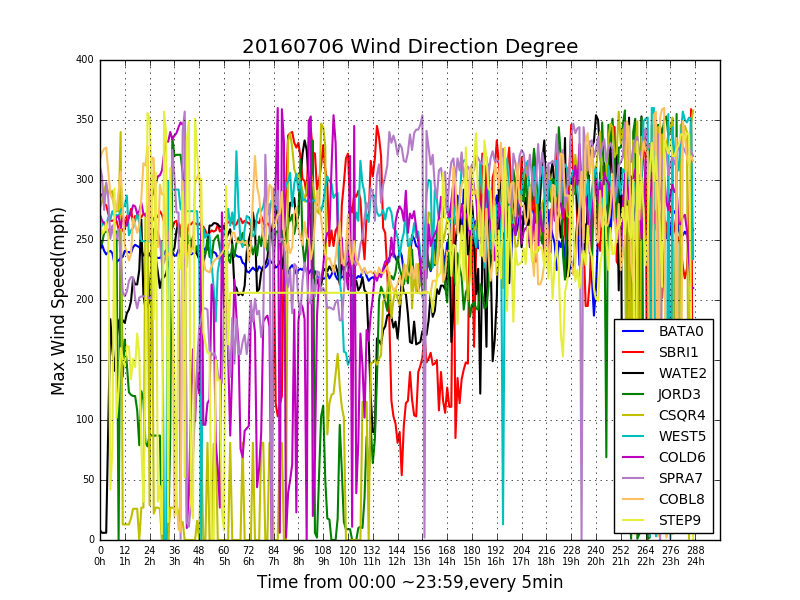 20160706 Wind Direction Degree
Max Wind Speed(mph)
400
350
300
250
200
150
100
50
0
BATA0
SBRI1
WATE2
JORD3
CSQR4
WEST5
COLD6
SPRA7
COBL8
STEP9
0 12 24 36 48 60 72 84 96 108 120 132 144 156 168 180 192 204 216 228 240 252 264 276 288
0h 1h 2h 3h 4h 5h 6h 7h 8h 9h 10h 11h 12h 13h 14h 15h 16h 17h 18h 19h 20h 21h 22h 23h 24h
Time from 00:00 ~23:59,every 5min